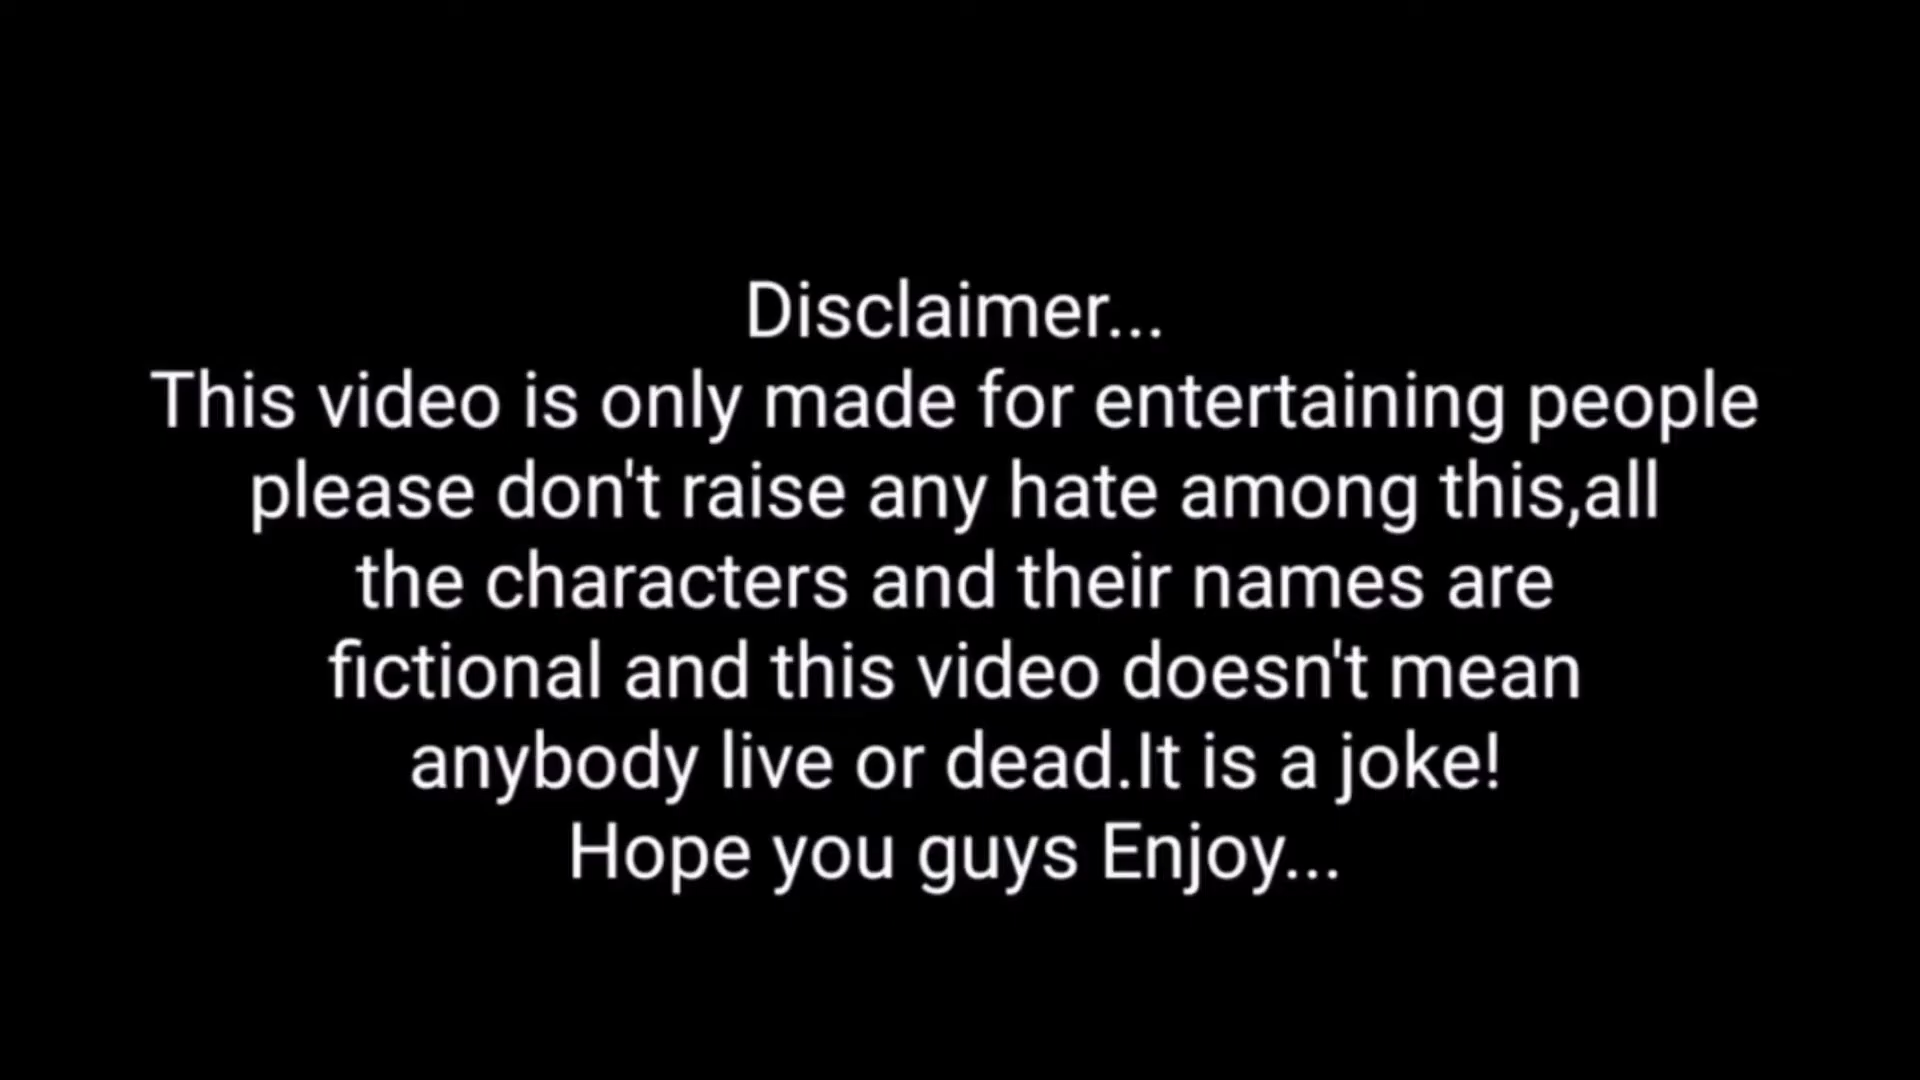 Disclaimer...
This video is only made for entertaining people
please don't raise any hate among this,all
the characters and their names are
fictional and this video doesn't mean
anybody live or dead.It is a joke!
Hope you guys Enjoy...